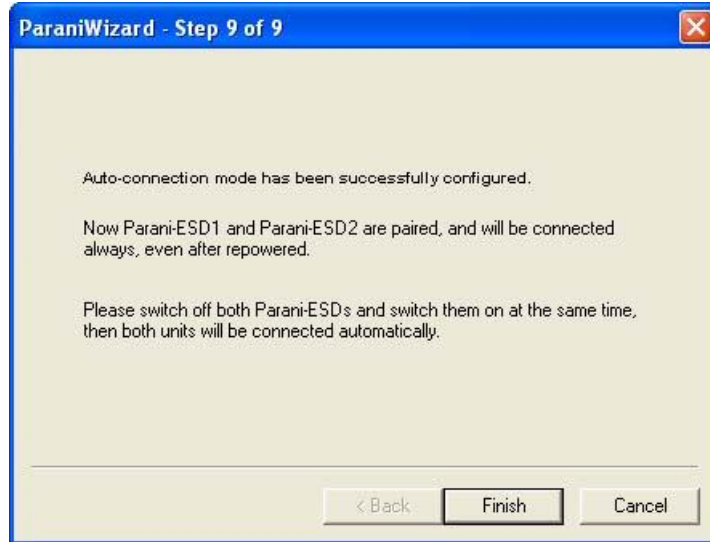 ParaniWizard - Step 9 of 9
Auto-connection mode has been successfully configured.
Now Parani-ESD1 and Parani-ESD2 are paired, and will be connected
always, even after repowered.
Please switch off both Parani-ESDs and switch them on at the same time,
then both units will be connected automatically.
< Back Finish Cancel